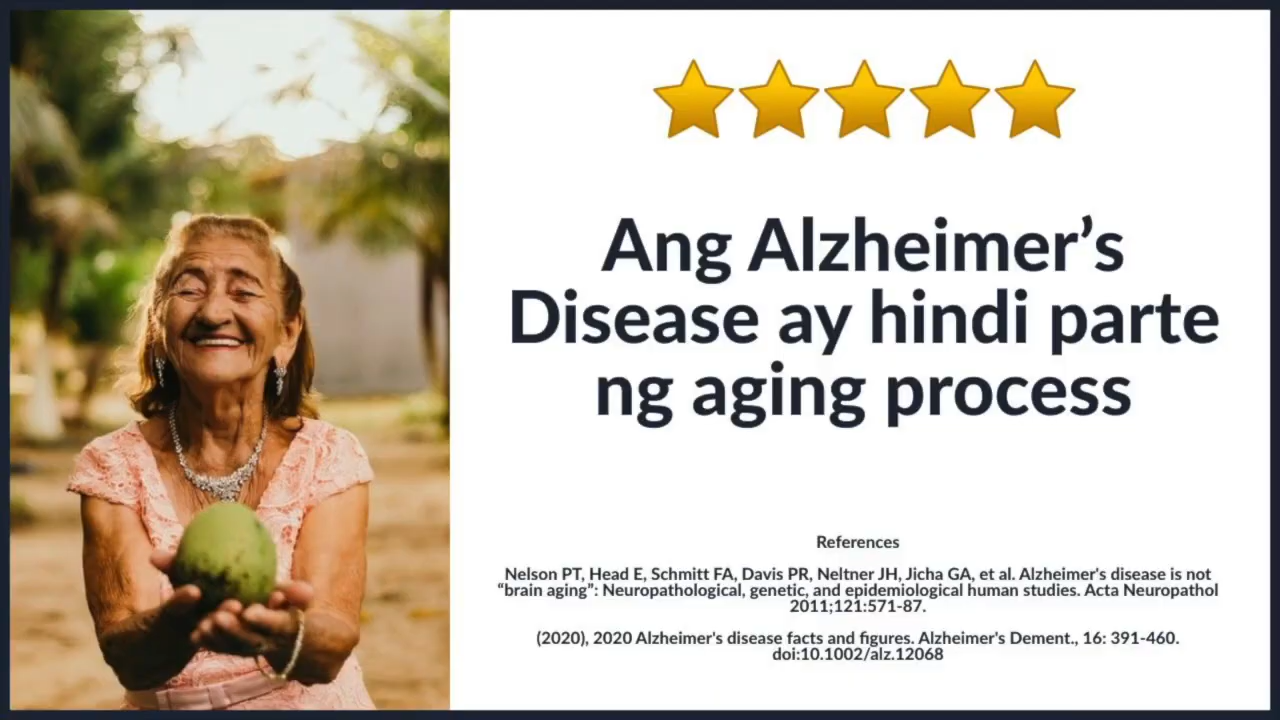 Ang Alzheimer’s
Disease ay hindi parte
ng aging process
References
Nelson PT, Head E, Schmitt FA, Davis PR, Neltner JH, Jicha GA, et al. Alzheimer's disease is not
“brain aging”: Neuropathological, genetic, and epidemiological human studies. Acta Neuropathol
2011;121:571-87.
(2020), 2020 Alzheimer's disease facts and figures. Alzheimer's Dement., 16: 391-460.
doi:10.1002/alz.12068